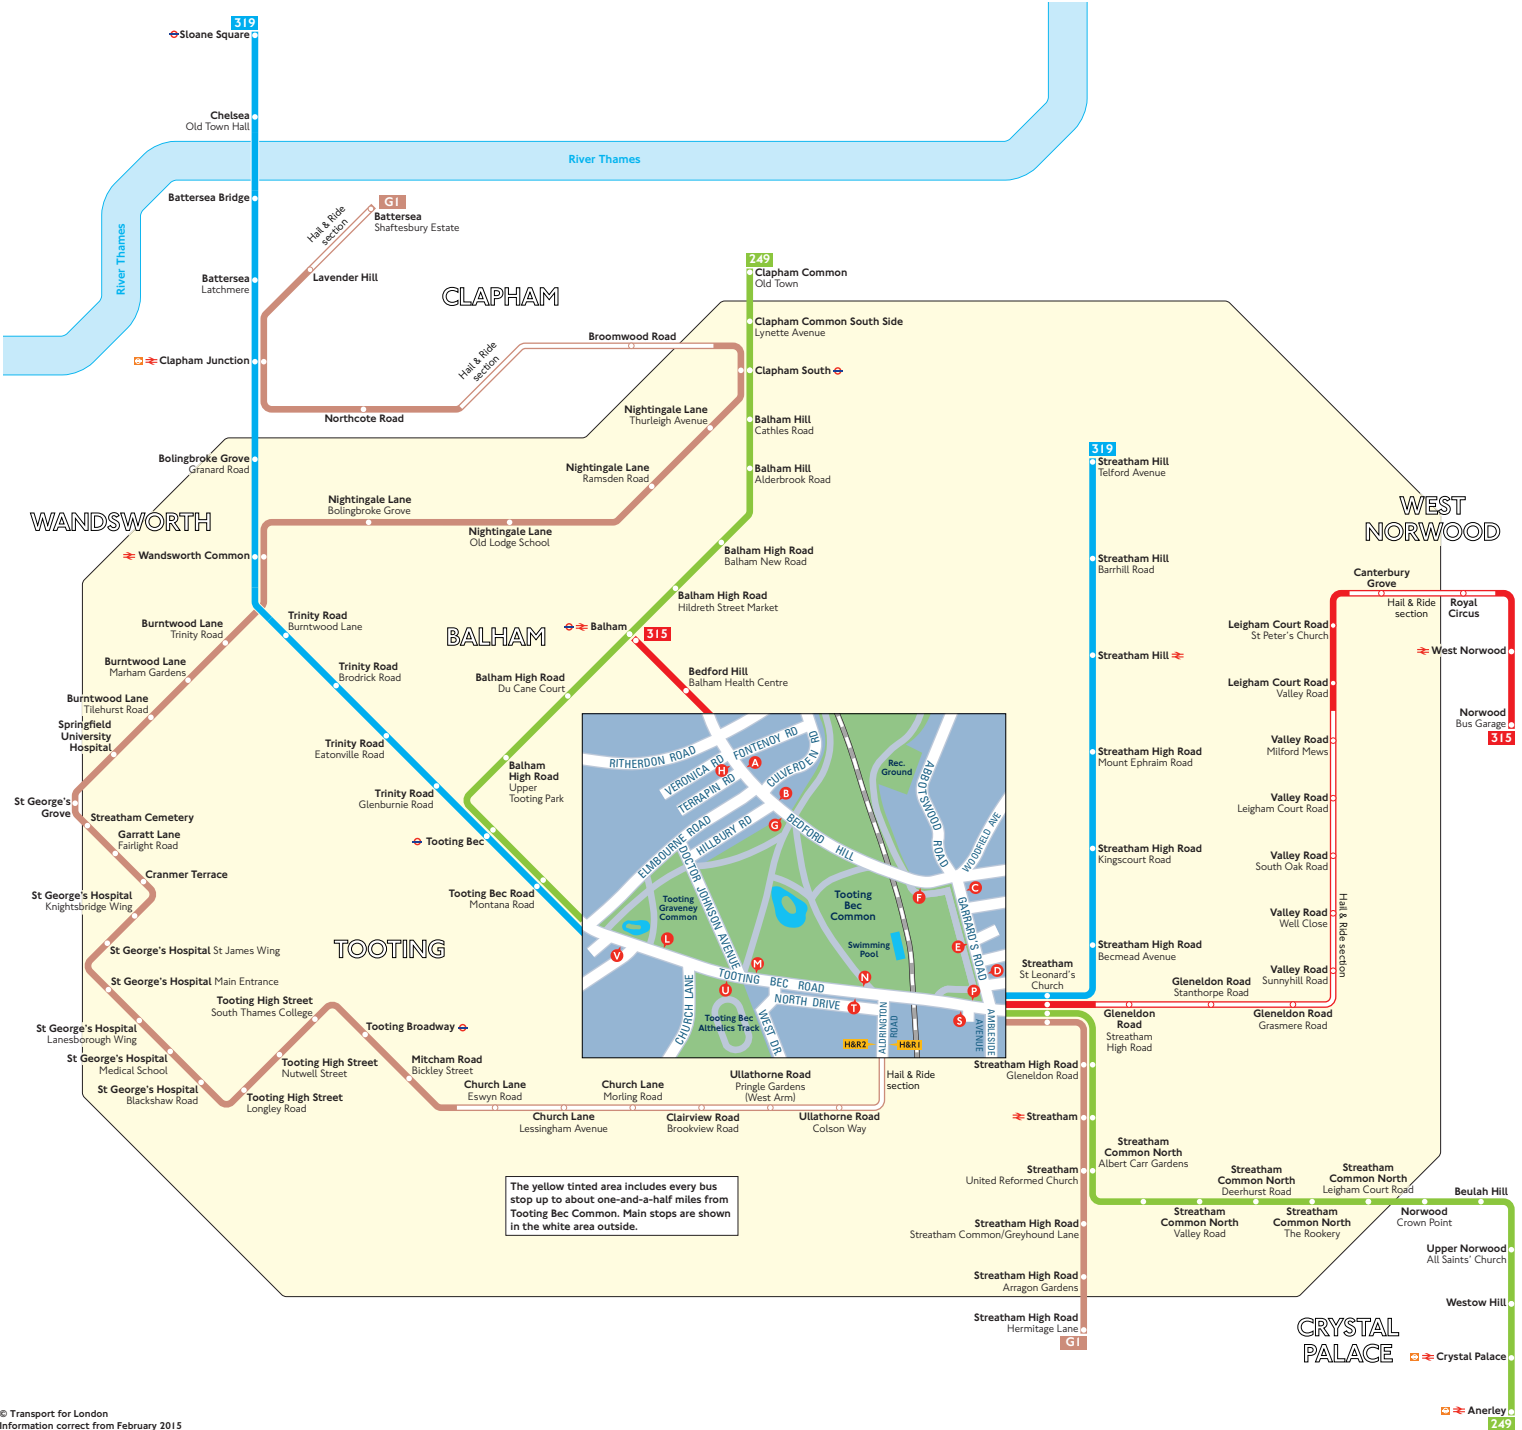 319
Sloane Square
Chelsea
Old Town Hall
River Thames
Battersea Bridge
River Thames
G1
Battersea
Shaftesbury Estate
Hail & Ride
section
Lavender Hill
Battersea
Latchmere
CLAPHAM
249
Clapham Common
Old Town
Clapham Common South Side
Lynette Avenue
Broomwood Road
Hail & Ride
section
Clapham Junction
Clapham South
Northcote Road
Nightingale Lane
Thurleigh Avenue
Balham Hill
Cathles Road
Bolingbroke Grove
Granard Road
Nightingale Lane
Ramsden Road
Balham Hill
Alderbrook Road
319
Streatham Hill
Telford Avenue
Nightingale Lane
Bolingbroke Grove
WANDSWORTH
Nightingale Lane
Old Lodge School
WEST
NORWOOD
Wandsworth Common
Balham High Road
Balham New Road
Streatham Hill
Barrhill Road
Canterbury
Grove
Hail & Ride
section
Royal
Circus
Balham High Road
Hildreth Street Market
Trinity Road
Burntwood Lane
Burntwood Lane
Trinity Road
BALHAM
Balham
315
Leigham Court Road
St Peter's Church
Streatham Hill
West Norwood
Burntwood Lane
Marham Gardens
Trinity Road
Brodrick Road
Balham High Road
Du Cane Court
Bedford Hill
Balham Health Centre
Leigham Court Road
Valley Road
Burntwood Lane
Tilehurst Road
Springfield
University
Hospital
Norwood
Bus Garage
315
Trinity Road
Eatonville Road
Streatham High Road
Mount Ephraim Road
Valley Road
Milford Mews
Balham
High Road
Upper
Tooting Park
Trinity Road
Glenburnie Road
St George's
Grove
Streatham Cemetery
Garratt Lane
Fairlight Road
Tooting Bec
Valley Road
Leigham Court Road
Streatham High Road
Kingscourt Road
Valley Road
South Oak Road
Cranmer Terrace
St George's Hospital
Knightsbridge Wing
Tooting Bec Road
Montana Road
Valley Road
Well Close
Hail & Ride section
St George's Hospital St James Wing
TOOTING
Streatham High Road
Becmead Avenue
St George's Hospital Main Entrance
Streatham
St Leonard's
Church
Valley Road
Sunnyhill Road
Gleneldon Road
Stanthorpe Road
Gleneldon
Road
Streatham
High Road
Gleneldon Road
Grasmere Road
Tooting High Street
South Thames College
Tooting Broadway
St George's Hospital
Lanesborough Wing
St George's Hospital
Medical School
St George's Hospital
Blackshaw Road
Tooting High Street
Nutwell Street
Tooting High Street
Longley Road
Mitcham Road
Bickley Street
Church Lane
Eswyn Road
Church Lane
Lessingham Avenue
Church Lane
Morling Road
Clairview Road
Brookview Road
Ullathorne Road
Pringle Gardens
(West Arm)
Ullathorne Road
Colson Way
Hail & Ride
section
RITHERDON ROAD
VERONICA RD
FONTENOY RD
TERRAPIN RD
CULVERDEN
RD
H
A
B
G
Rec.
Ground
ABBOTSWOOD
ROAD
WOODFIELD AVE
ELMBOURNE ROAD
HILLBURY RD
BEDFORD HILL
DOCTOR JOHNSON AVENUE
Tooting
Graveney
Common
Tooting
Bec
Common
Swimming
Pool
GARRARD'S ROAD
F
C
E
D
V
L
M
N
P
U
T
S
TOOTING BEC ROAD
NORTH DRIVE
CHURCH LANE
Tooting Bec
Althelics Track
WEST DR.
ALDRINGTON
ROAD
AMBLESIDE
AVENUE
H&R2
H&R1
Streatham High Road
Gleneldon Road
Streatham
Streatham
United Reformed Church
Streatham
Common North
Albert Carr Gardens
Streatham
Common North
Valley Road
Streatham
Common North
Deerhurst Road
Streatham
Common North
The Rookery
Streatham
Common North
Leigham Court Road
Norwood
Crown Point
Beulah Hill
Streatham High Road
Streatham Common/Greyhound Lane
Upper Norwood
All Saints' Church
Streatham High Road
Arragon Gardens
Westow Hill
Streatham High Road
Hermitage Lane
G1
CRYSTAL
PALACE
Crystal Palace
Anerley
249
The yellow tinted area includes every bus
stop up to about one-and-a-half miles from
Tooting Bec Common. Main stops are shown
in the white area outside.
© Transport for London
Information correct from February 2015